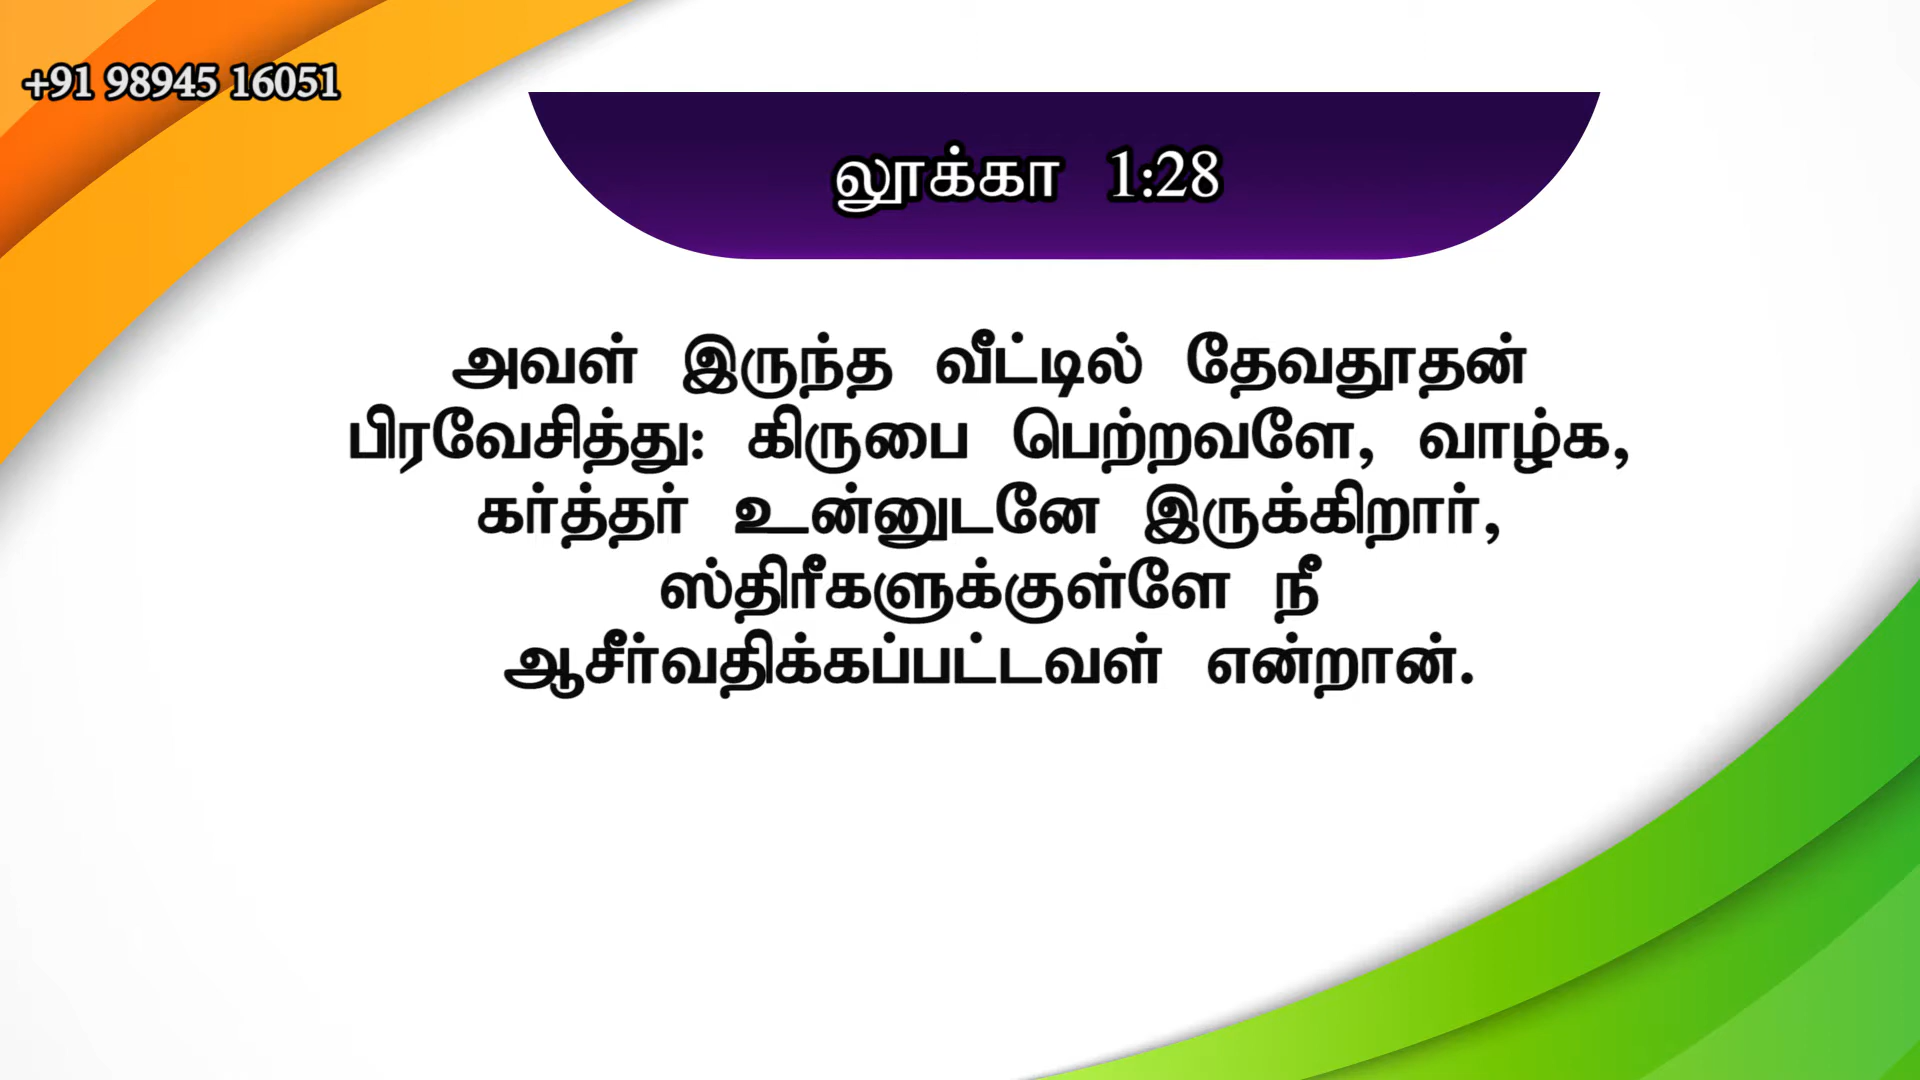 +91 98945 16051
லூக்கா 1:28
அவள் இருந்த வீட்டில் தேவதூதன்
பிரவேசித்து: கிருபை பெற்றவளே, வாழ்க,
கர்த்தர் உன்னுடனே இருக்கிறார்,
ஸ்திரீகளுக்குள்ளே நீ
ஆசீர்வதிக்கப்பட்டவள் என்றான்.